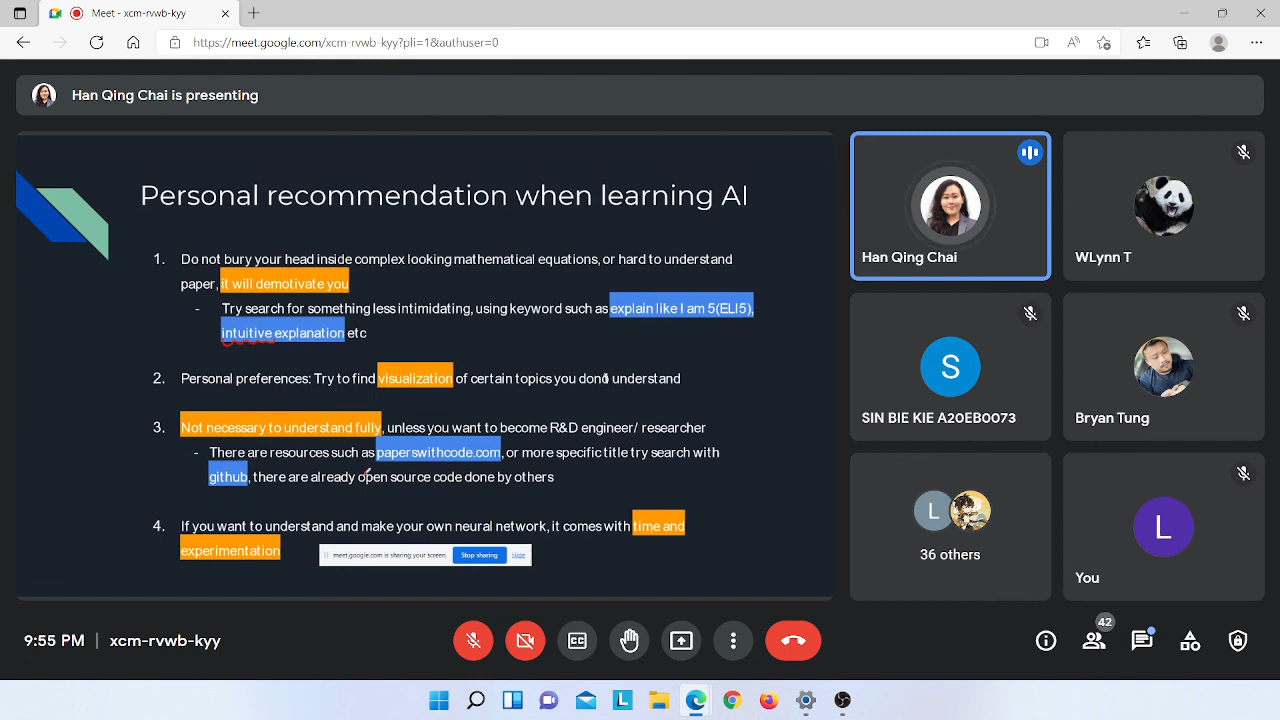 Meet - xcm-rvwb-kyy
https://meet.google.com/xcm-rvwb-kyy?pli=1&authuser=0
Han Qing Chai is presenting
Personal recommendation when learning AI
1. Do not bury your head inside complex looking mathematical equations, or hard to understand
paper, it will demotivate you
- Try search for something less intimidating, using keyword such as explain like I am 5(ELI5),
intuitive explanation etc
2. Personal preferences: Try to find visualization of certain topics you don't understand
3. Not necessary to understand fully, unless you want to become R&D engineer/ researcher
- There are resources such as paperswithcode.com, or more specific title try search with
github, there are already open source code done by others
4. If you want to understand and make your own neural network, it comes with time and
experimentation
meet.google.com is sharing your screen.
Stop sharing
Hide
Han Qing Chai
WLynn T
S
SIN BIE KIE A20EB0073
Bryan Tung
L
36 others
L
You
9:55 PM | xcm-rvwb-kyy
CC
42
L